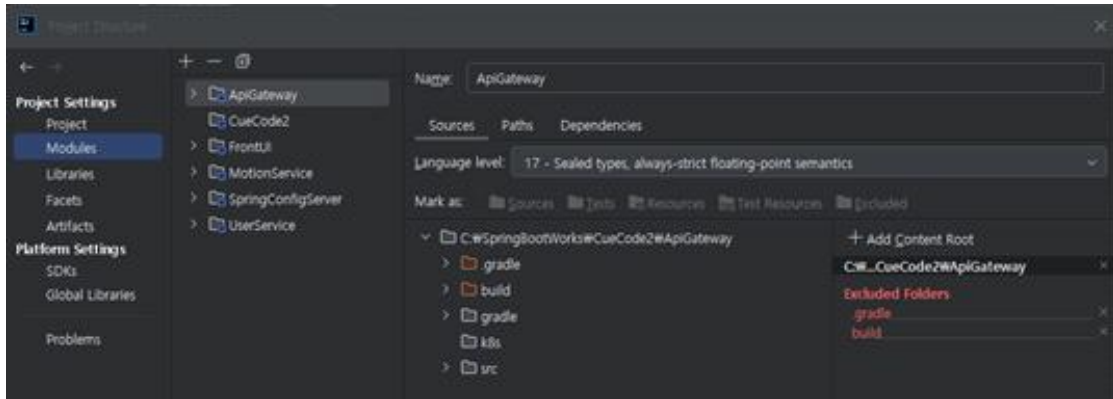 Project Structure
Project Settings
Project
Modules
Libraries
Facets
Artifacts
Platform Settings
SDKs
Global Libraries
Problems
ApiGateway
CueCode2
FrontUI
MotionService
SpringConfigServer
UserService
Name: ApiGateway
Sources Paths Dependencies
Language level: 17 - Sealed types, always-strict floating-point semantics
Mark as: Sources Tests Resources Test Resources Excluded
C:₩SpringBootWorks₩CueCode2₩ApiGateway
.gradle
build
gradle
k8s
src
+ Add Content Root
C:₩...CueCode2₩ApiGateway
Excluded Folders
.gradle
build